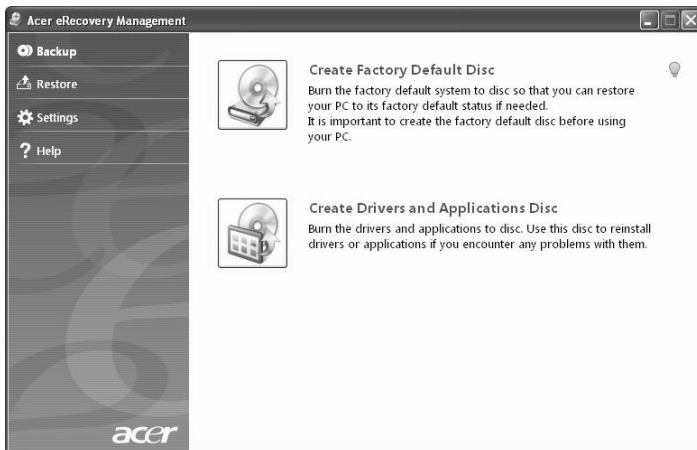 Acer eRecovery Management
Backup
Restore
Settings
? Help
Create Factory Default Disc
Burn the factory default system to disc so that you can restore
your PC to its factory default status if needed.
It is important to create the factory default disc before using
your PC.
Create Drivers and Applications Disc
Burn the drivers and applications to disc. Use this disc to reinstall
drivers or applications if you encounter any problems with them.
acer